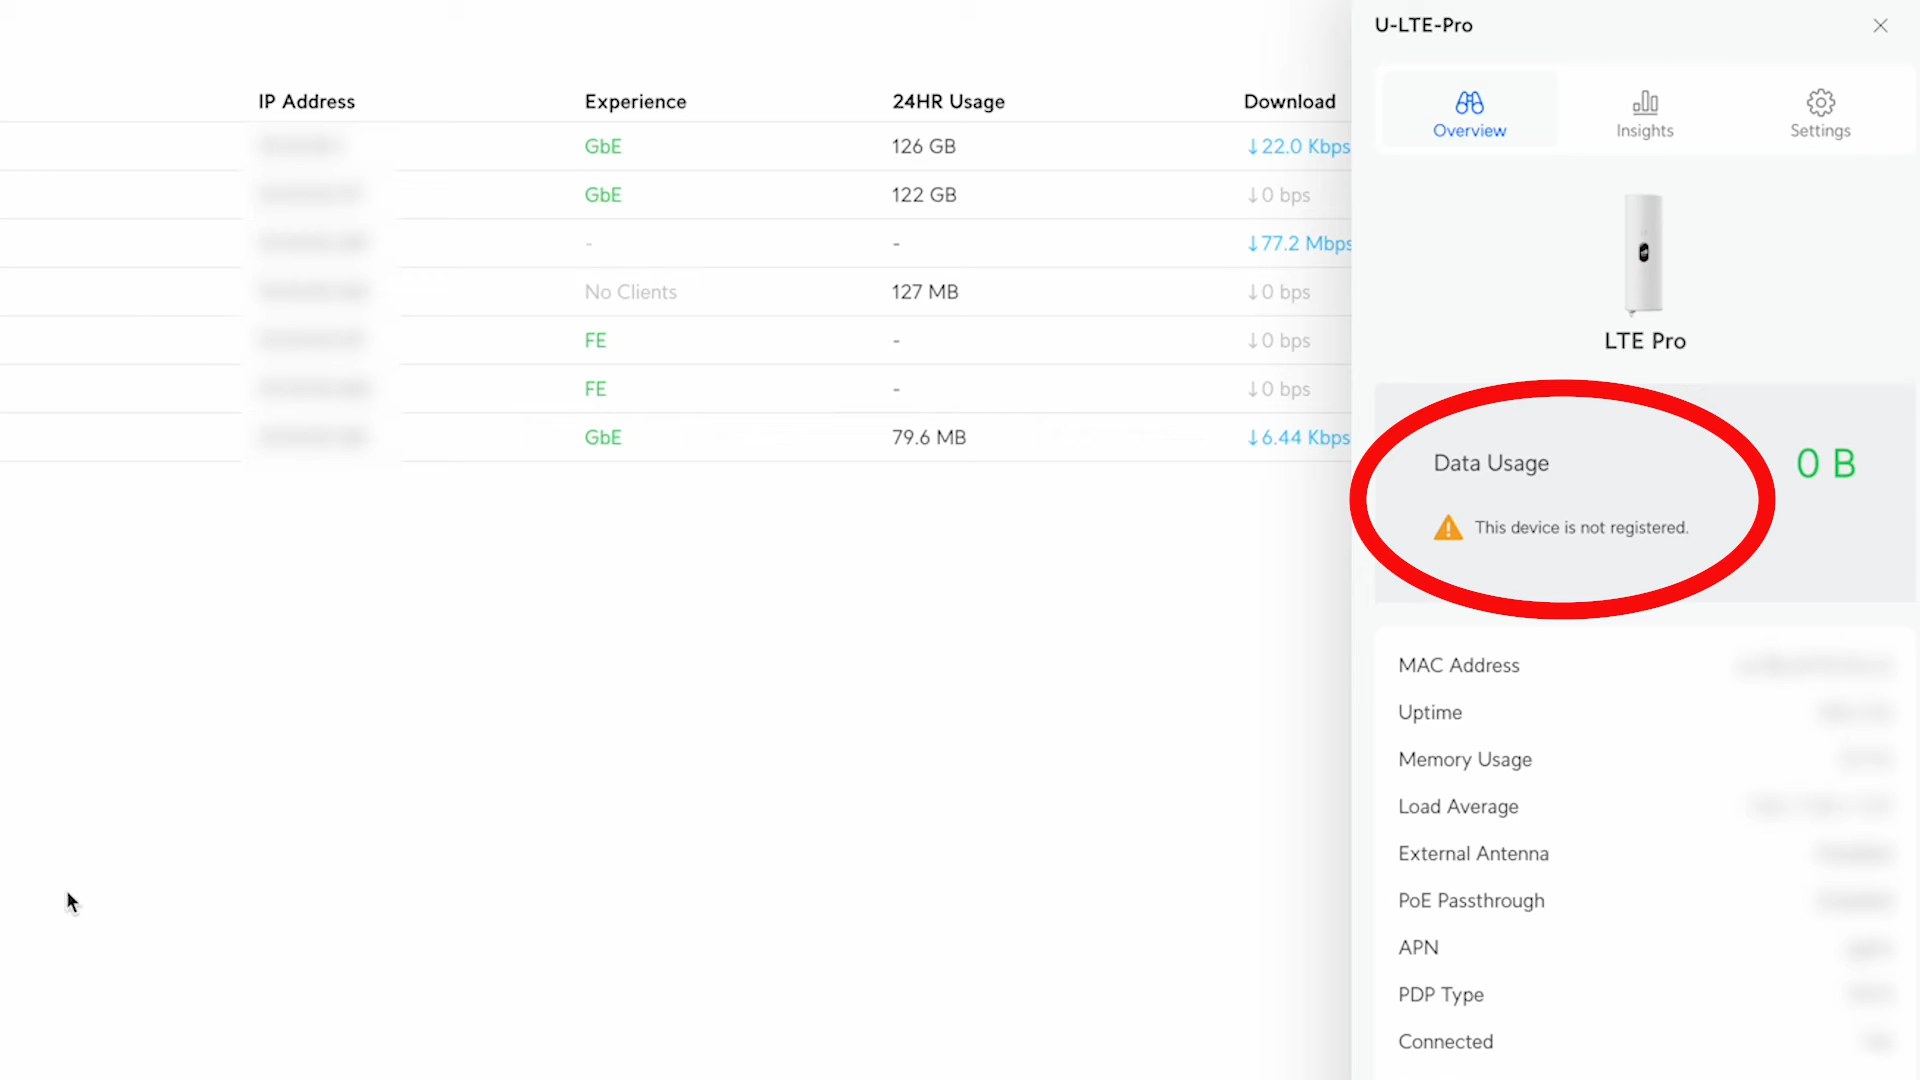 U-LTE-Pro
IP Address Experience 24HR Usage Download
GbE 126 GB ↓22.0 Kbps
GbE 122 GB ↓0 bps
- - ↓77.2 Mbps
No Clients 127 MB ↓0 bps
FE - ↓0 bps
FE - ↓0 bps
GbE 79.6 MB ↓6.44 Kbps
Overview Insights Settings
LTE Pro
Data Usage 0 B
This device is not registered.
MAC Address
Uptime
Memory Usage
Load Average
External Antenna
PoE Passthrough
APN
PDP Type
Connected